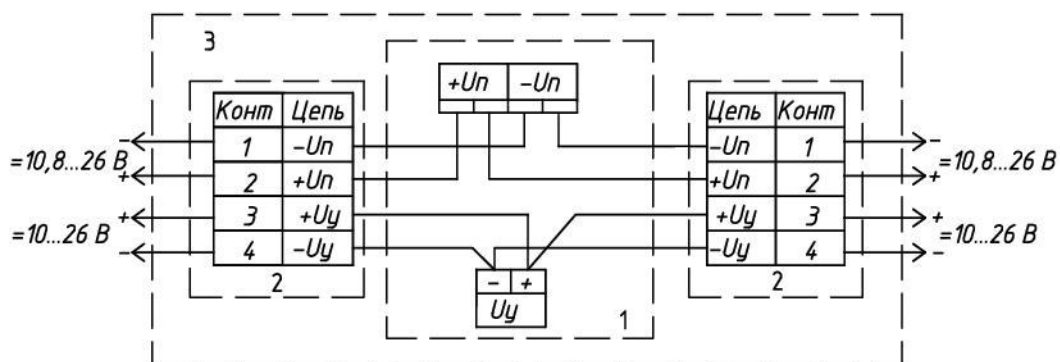 3
+Uп -Uп
Конт Цепь
1 -Uп
2 +Uп
3 +Uу
4 -Uу
2
- =10,8...26 В +
+ =10...26 В -
- + 
Uу
1
Цепь Конт
-Uп 1
+Uп 2
+Uу 3
-Uу 4
2
- =10,8...26 В +
+ =10...26 В -